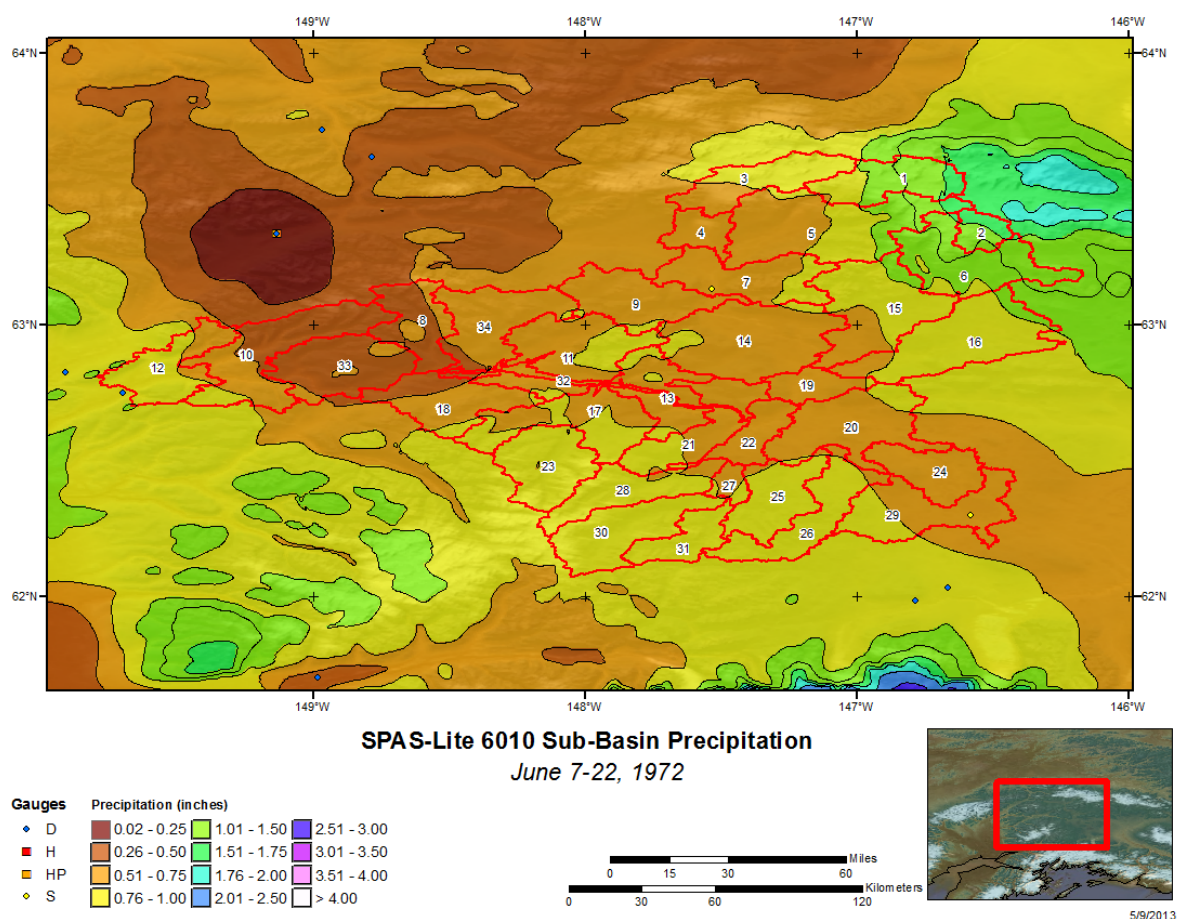 149°W 148°W 147°W 146°W
64°N 64°N
3 1
4 5 2
7 6
9 15
63°N 63°N
8 34 14 16
10 33 11
12 32 19
18 17 13 20
21 22
23 24
28 27 25
29
30 26
31
62°N 62°N
149°W 148°W 147°W 146°W
SPAS-Lite 6010 Sub-Basin Precipitation
June 7-22, 1972
Gauges Precipitation (inches)
D 0.02 - 0.25 1.01 - 1.50 2.51 - 3.00
H 0.26 - 0.50 1.51 - 1.75 3.01 - 3.50
HP 0.51 - 0.75 1.76 - 2.00 3.51 - 4.00
S 0.76 - 1.00 2.01 - 2.50 > 4.00
Miles
0 15 30 60
Kilometers
0 30 60 120
5/9/2013